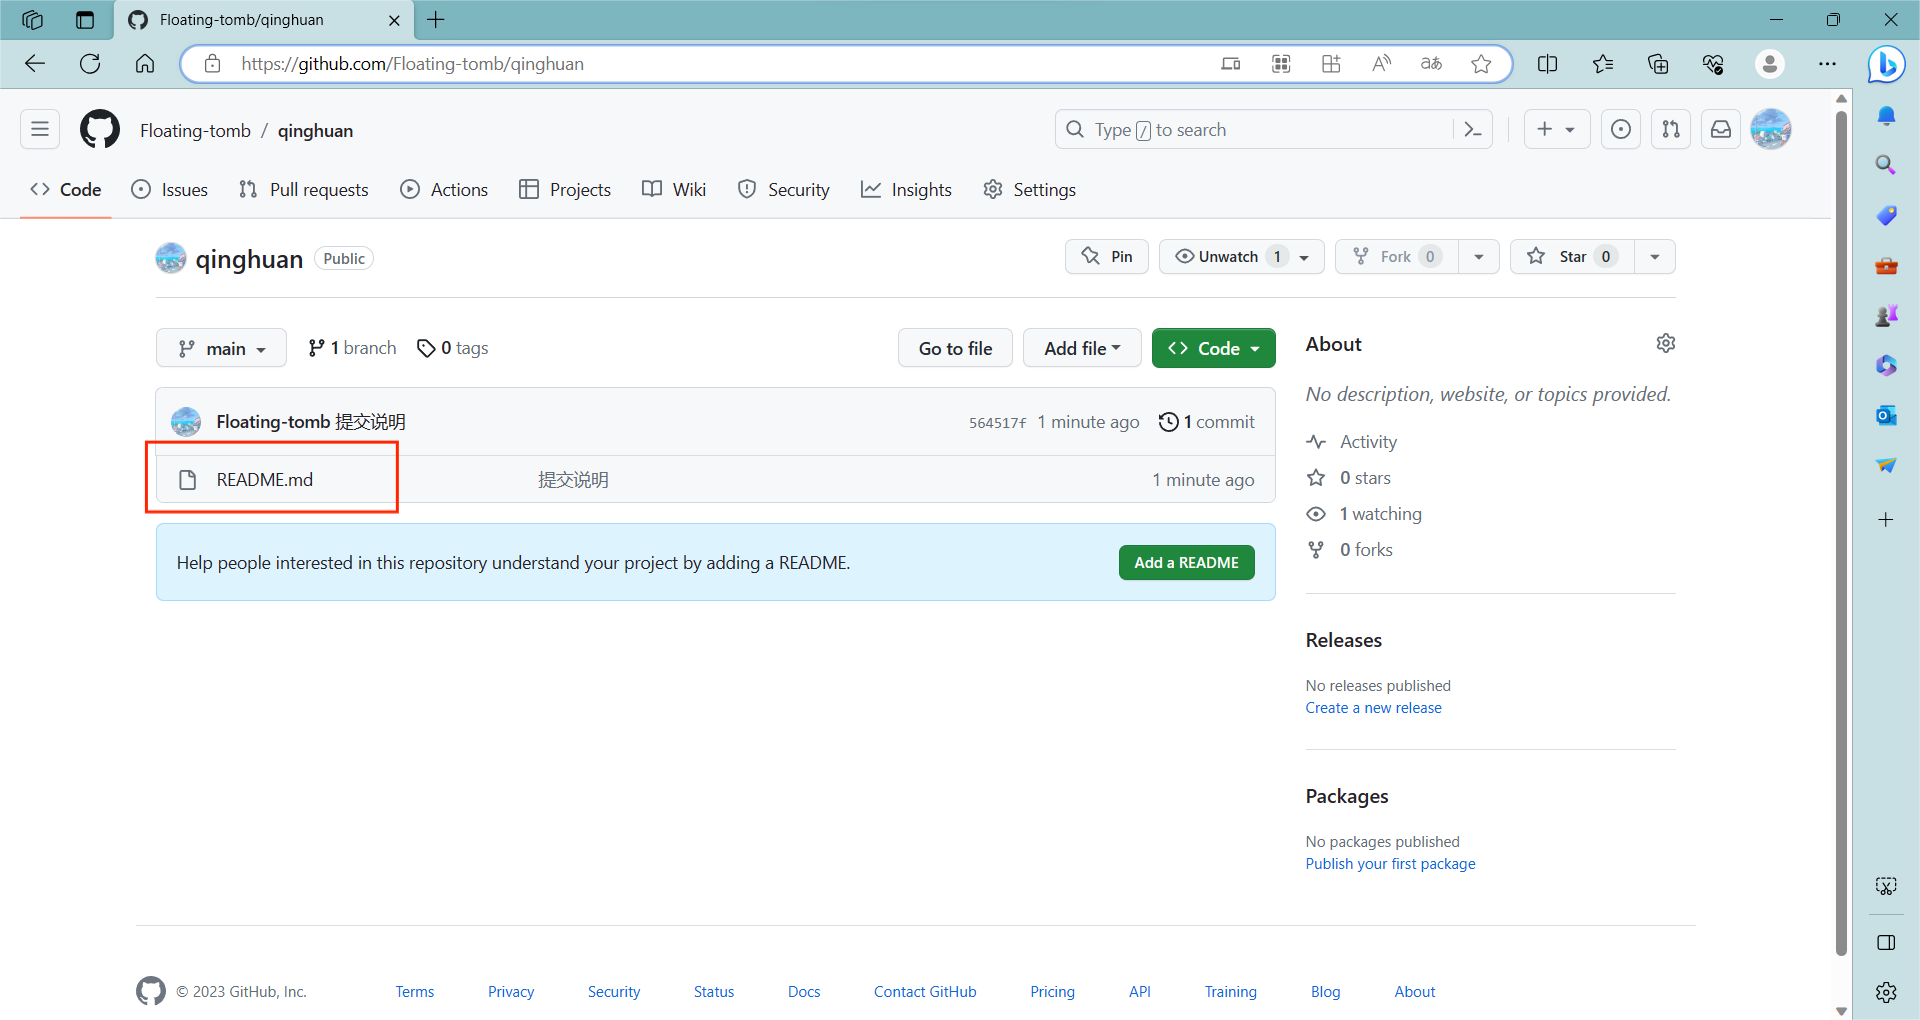 Floating-tomb/qinghuan
https://github.com/Floating-tomb/qinghuan
Floating-tomb / qinghuan
Type / to search
Code Issues Pull requests Actions Projects Wiki Security Insights Settings
qinghuan Public
Pin Unwatch 1 Fork 0 Star 0
main 1 branch 0 tags Go to file Add file Code
Floating-tomb 提交说明 564517f 1 minute ago 1 commit
README.md 提交说明 1 minute ago
Help people interested in this repository understand your project by adding a README. Add a README
About
No description, website, or topics provided.
Activity
0 stars
1 watching
0 forks
Releases
No releases published
Create a new release
Packages
No packages published
Publish your first package
© 2023 GitHub, Inc. Terms Privacy Security Status Docs Contact GitHub Pricing API Training Blog About